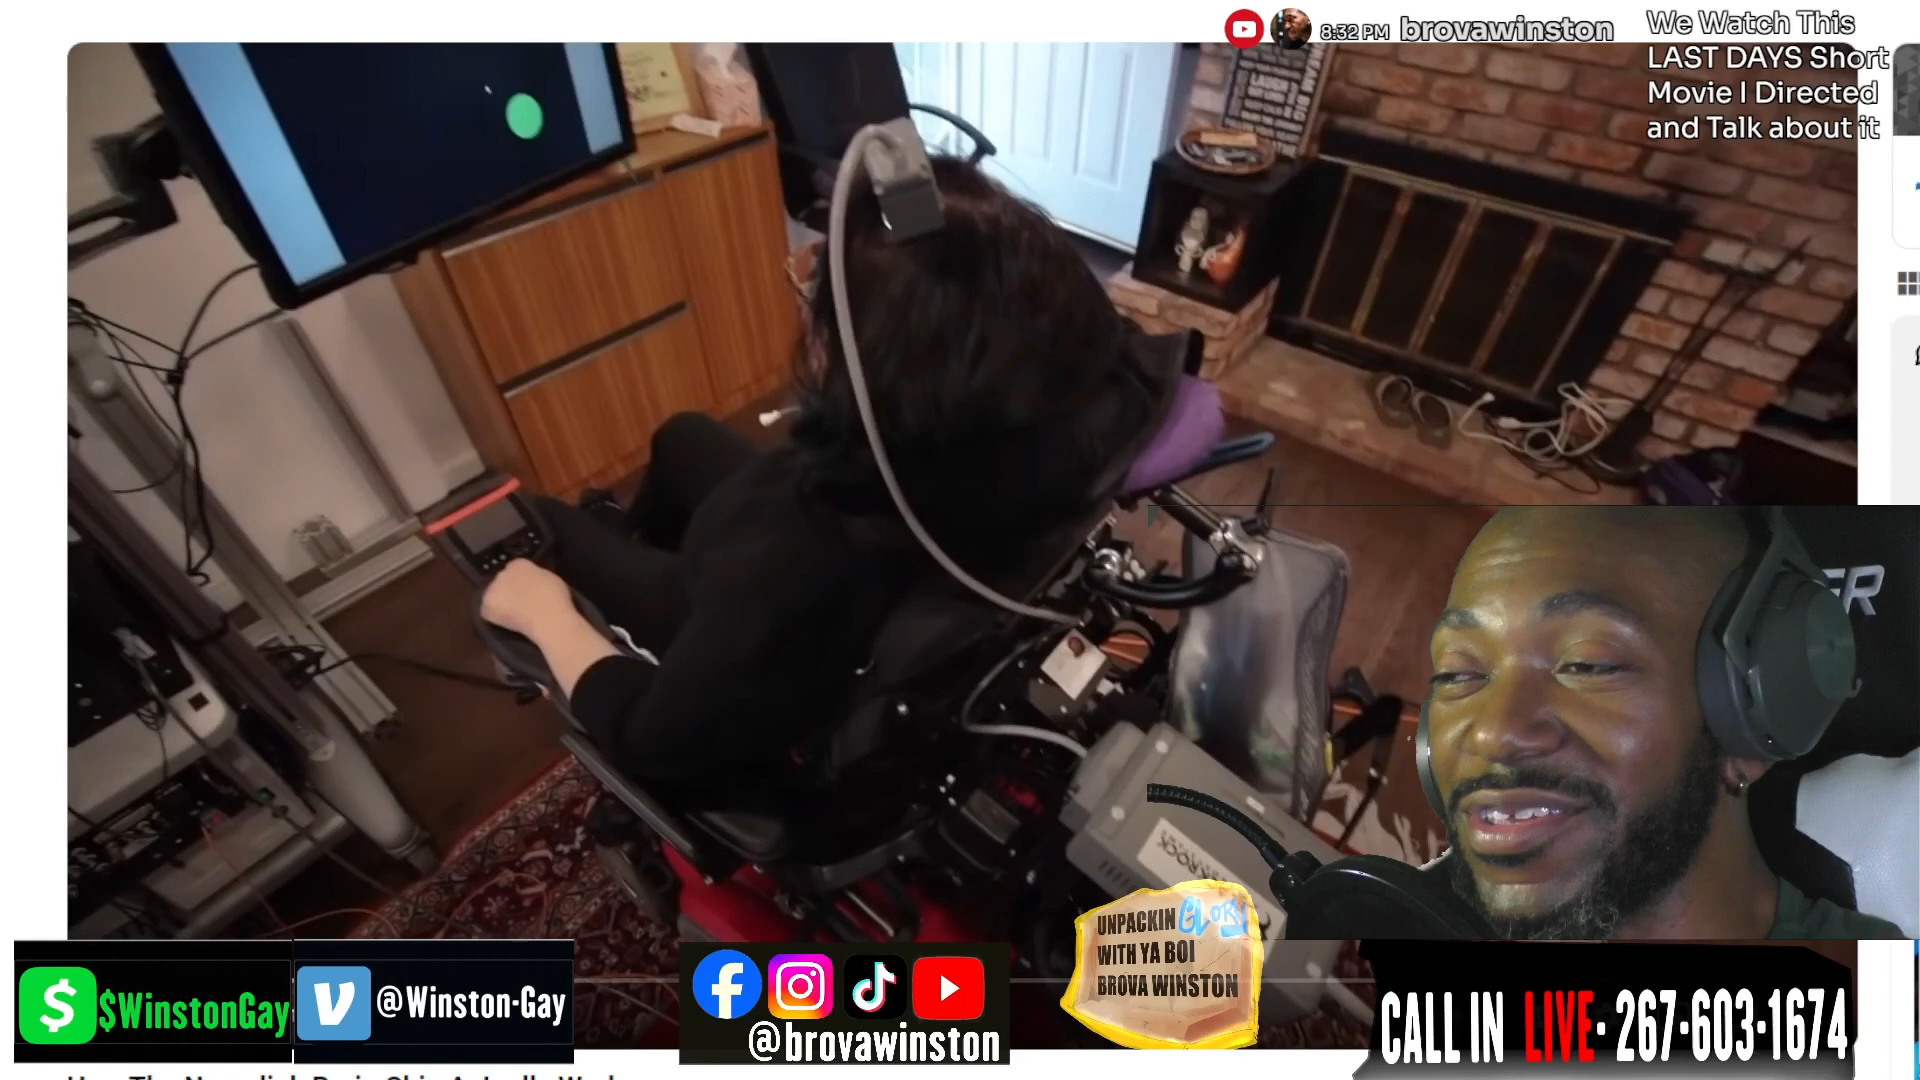 8:32 PM brovawinston
We Watch This
LAST DAYS Short
Movie I Directed
and Talk about it
$WinstonGay
@Winston-Gay
@brovawinston
UNPACKIN GLORY
WITH YA BOI
BROVA WINSTON
CALL IN LIVE· 267-603-1674